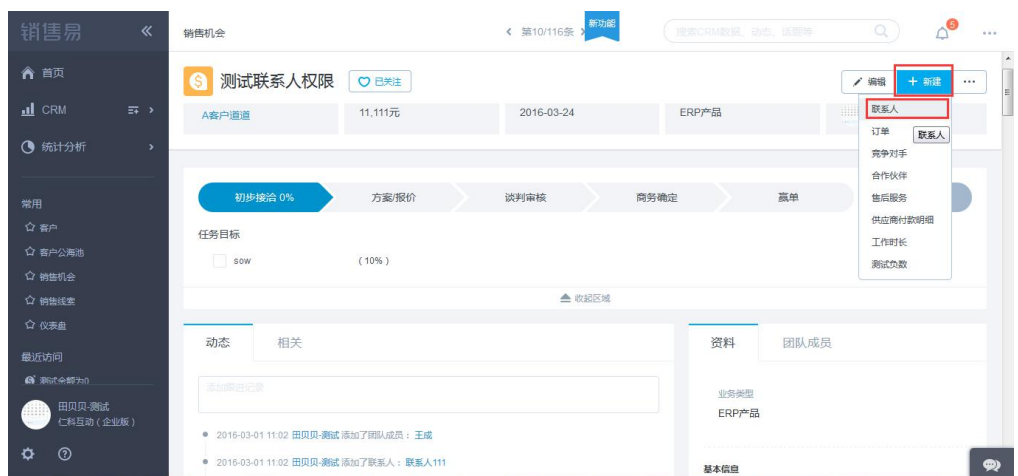 销售易
销售机会
第10/116条
新功能
搜索CRM数据、动态、话题等
9
首页
CRM
统计分析
常用
客户
客户公海池
销售机会
销售线索
仪表盘
最近访问
测试金额为0
田贝贝-测试
仁科互动（企业版）
测试联系人权限
已关注
编辑
新建
A客户道道
11,111元
2016-03-24
ERP产品
联系人
订单
联系人
竞争对手
合作伙伴
售后服务
供应商付款明细
工作时长
测试负数
初步接洽 0%
方案/报价
谈判审核
商务确定
赢单
任务目标
sow
（10%）
收起区域
动态
相关
添加跟进记录
2016-03-01 11:02 田贝贝-测试 添加了团队成员：王成
2016-03-01 11:02 田贝贝-测试 添加了联系人：联系人111
资料
团队成员
业务类型
ERP产品
基本信息